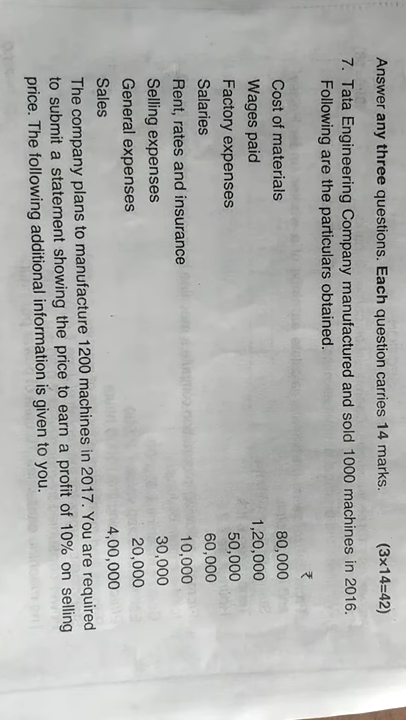 Answer any three questions. Each question carries 14 marks. (3×14=42)
7. Tata Engineering Company manufactured and sold 1000 machines in 2016.
Following are the particulars obtained.
₹
Cost of materials 80,000
Wages paid 1,20,000
Factory expenses 50,000
Salaries 60,000
Rent, rates and insurance 10,000
Selling expenses 30,000
General expenses 20,000
Sales 4,00,000
The company plans to manufacture 1200 machines in 2017. You are required
to submit a statement showing the price to earn a profit of 10% on selling
price. The following additional information is given to you.